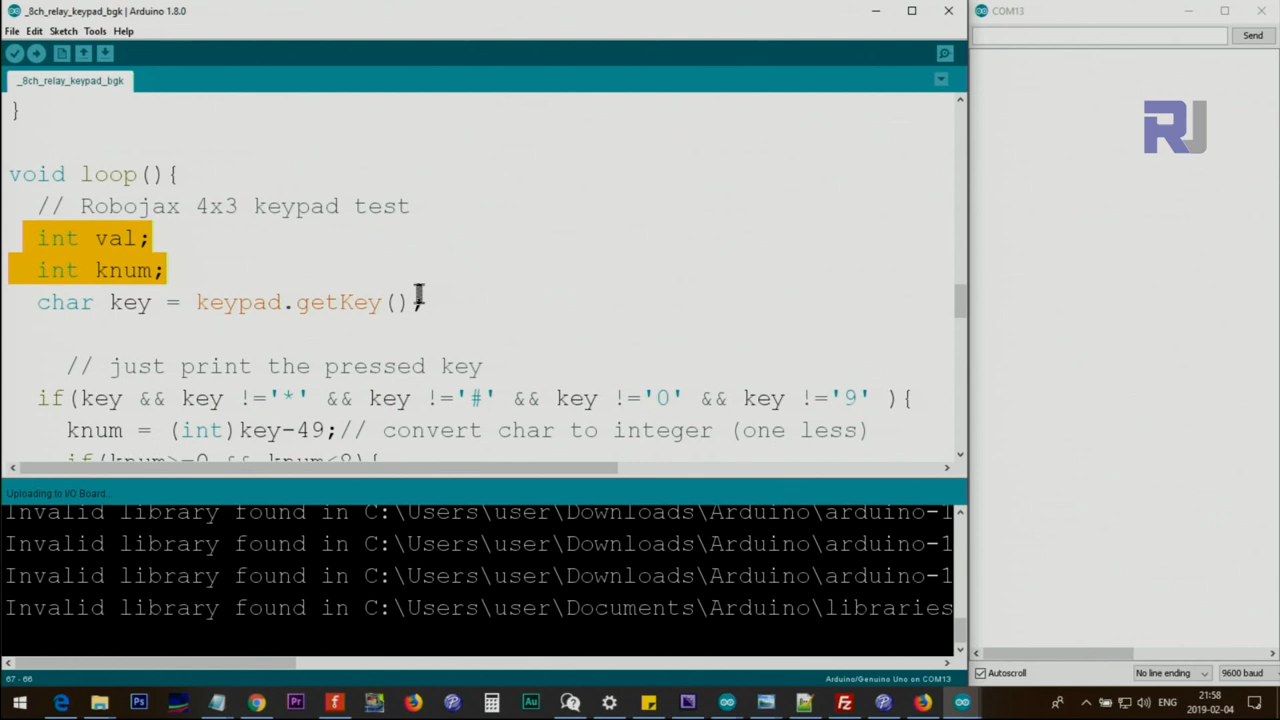 _8ch_relay_keypad_bgk | Arduino 1.8.0
COM13
File Edit Sketch Tools Help
Send
_8ch_relay_keypad_bgk
}
RJ
void loop(){
// Robojax 4x3 keypad test
int val;
int knum;
char key = keypad.getKey();
// just print the pressed key
if(key && key !='*' && key !='#' && key !='0' && key !='9' ){
knum = (int)key-49;// convert char to integer (one less)
if(knum>=0 && knum<8){
Uploading to I/O Board...
Invalid library found in C:\Users\user\Downloads\Arduino\arduino-1
Invalid library found in C:\Users\user\Downloads\Arduino\arduino-1
Invalid library found in C:\Users\user\Downloads\Arduino\arduino-1
Invalid library found in C:\Users\user\Documents\Arduino\libraries
Autoscroll
No line ending
9600 baud
67 - 66
Arduino/Genuino Uno on COM13
Ps
Pr
f
Au
Fz
ENG
21:58
2019-02-04